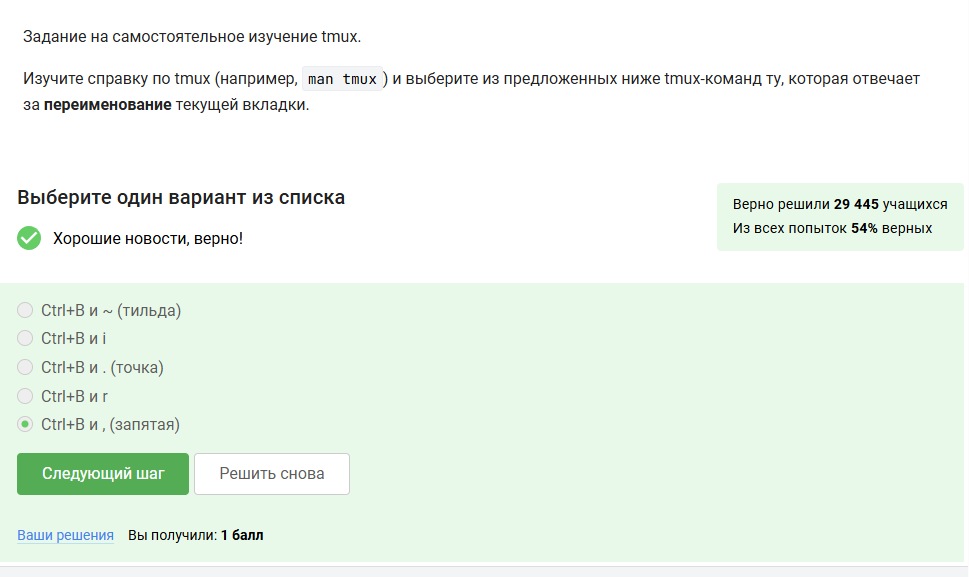 Задание на самостоятельное изучение tmux.
Изучите справку по tmux (например, man tmux) и выберите из предложенных ниже tmux-команд ту, которая отвечает
за переименование текущей вкладки.
Выберите один вариант из списка
Хорошие новости, верно!
Верно решили 29 445 учащихся
Из всех попыток 54% верных
Ctrl+B и ~ (тильда)
Ctrl+B и i
Ctrl+B и . (точка)
Ctrl+B и r
Ctrl+B и , (запятая)
Следующий шаг
Решить снова
Ваши решения Вы получили: 1 балл